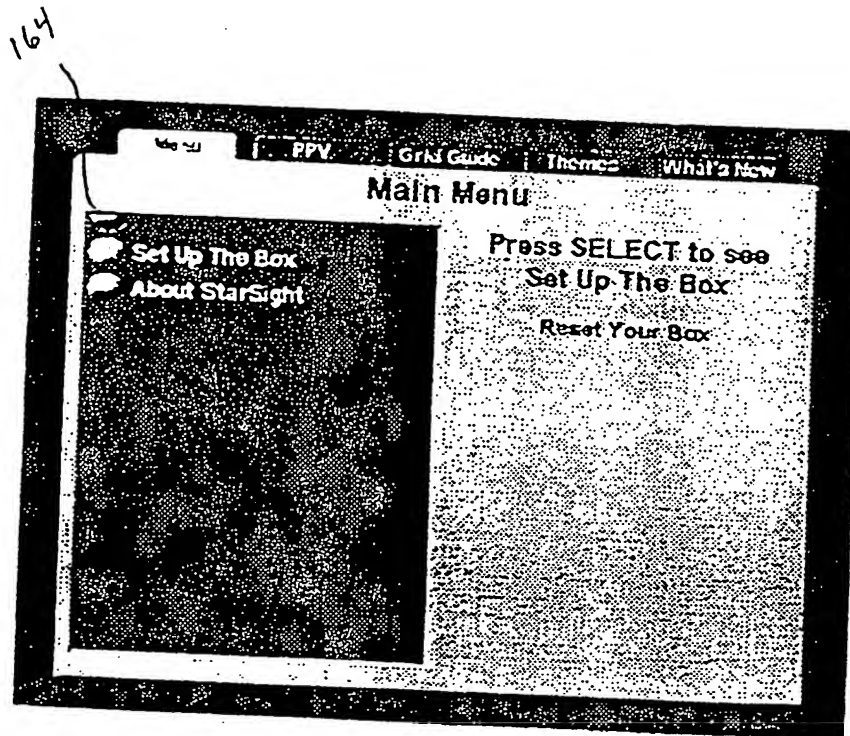 164
Menu PPV Grid Guide Themes What's New
Main Menu
Set Up The Box
About StarSight
Press SELECT to see
Set Up The Box
Reset Your Box